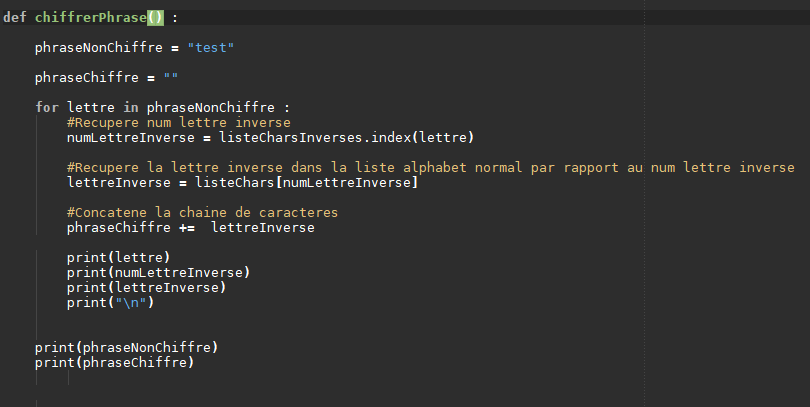 def chiffrerPhrase() :
phraseNonChiffre = "test"
phraseChiffre = ""
for lettre in phraseNonChiffre :
#Recupere num lettre inverse
numLettreInverse = listeCharsInverses.index(lettre)
#Recupere la lettre inverse dans la liste alphabet normal par rapport au num lettre inverse
lettreInverse = listeChars[numLettreInverse]
#Concatene la chaine de caracteres
phraseChiffre +=  lettreInverse
print(lettre)
print(numLettreInverse)
print(lettreInverse)
print("\n")
print(phraseNonChiffre)
print(phraseChiffre)